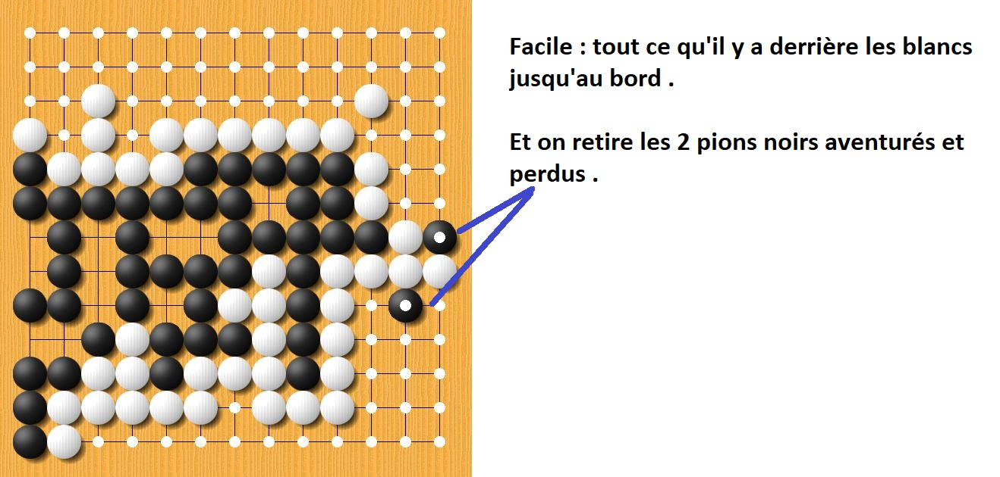 Facile : tout ce qu'il y a derrière les blancs
jusqu'au bord .
Et on retire les 2 pions noirs aventurés et
perdus .